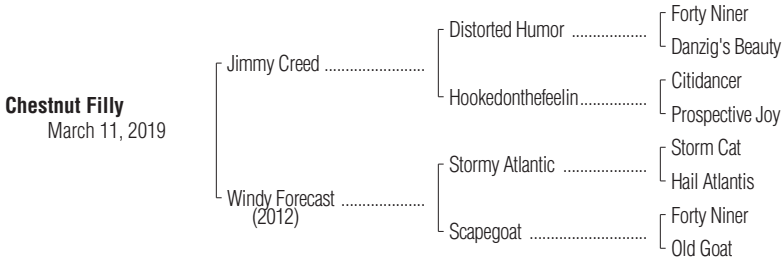 Forty Niner
Distorted Humor ..................
Danzig's Beauty
Jimmy Creed ........................
Citidancer
Hookedonthefeelin................
Prospective Joy
Chestnut Filly
March 11, 2019
Storm Cat
Stormy Atlantic ....................
Hail Atlantis
Windy Forecast ....................
(2012)
Forty Niner
Scapegoat ............................
Old Goat